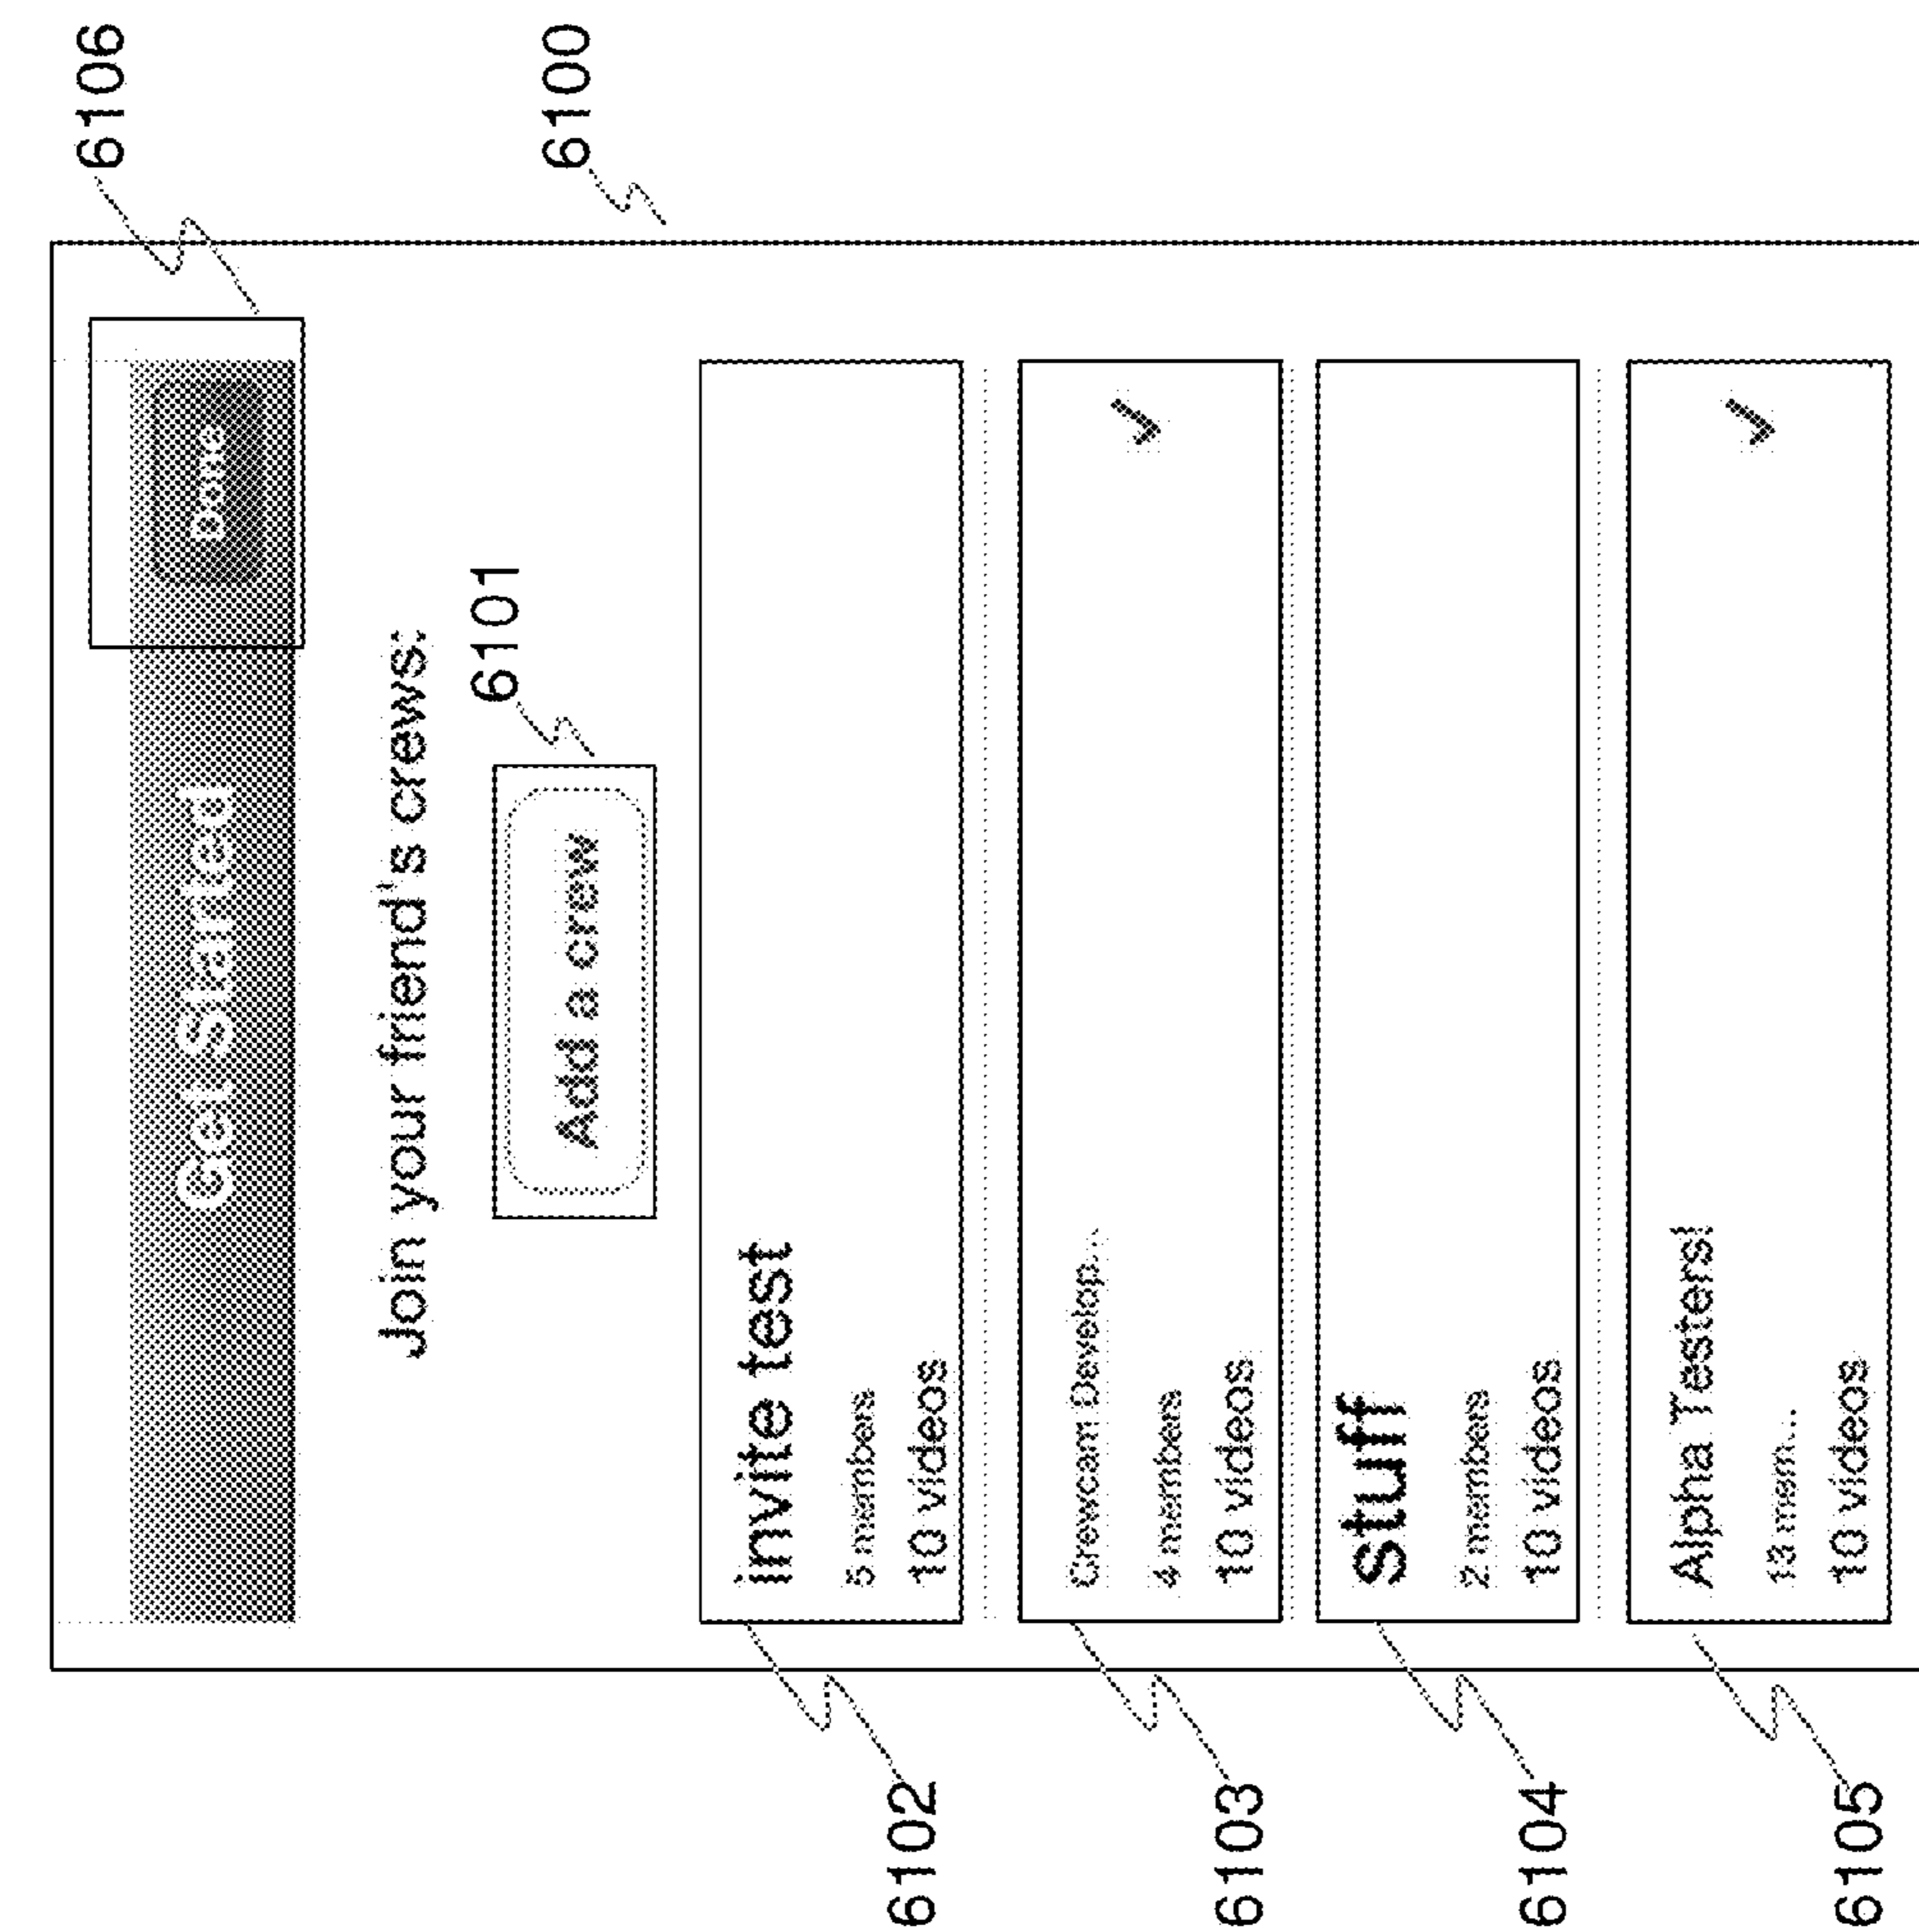 6106
Get Started
Done
6100
Join your friend's crews:
6101
Add a crew
6102
invite test
5 members
10 videos
6103
Crewcam Develop...
4 members
10 videos
6104
stuff
2 members
10 videos
6105
Alpha Testers!
13 mem...
10 videos